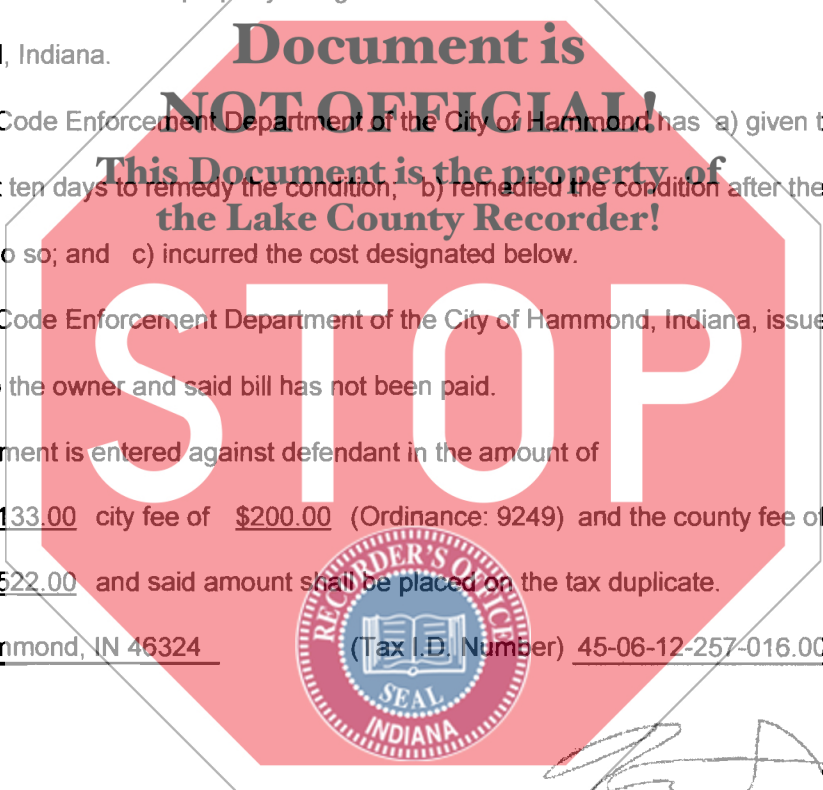 Document is
, Indiana.
NOT OFFICIAL!
Code Enforcement Department of the City of Hammond has a) given
This Document is the property of
ten days to remedy the condition; b) remedied the condition after the
the Lake County Recorder!
so; and c) incurred the cost designated below.
STOP
Code Enforcement Department of the City of Hammond, Indiana, issue
the owner and said bill has not been paid.
ment is entered against defendant in the amount of
133.00 city fee of $200.00 (Ordinance: 9249) and the county fee of
522.00 and said amount shall be placed on the tax duplicate.
mmond, IN 46324 (Tax I.D. Number) 45-06-12-257-016.00
RECORDER'S OFFICE
SEAL
INDIANA